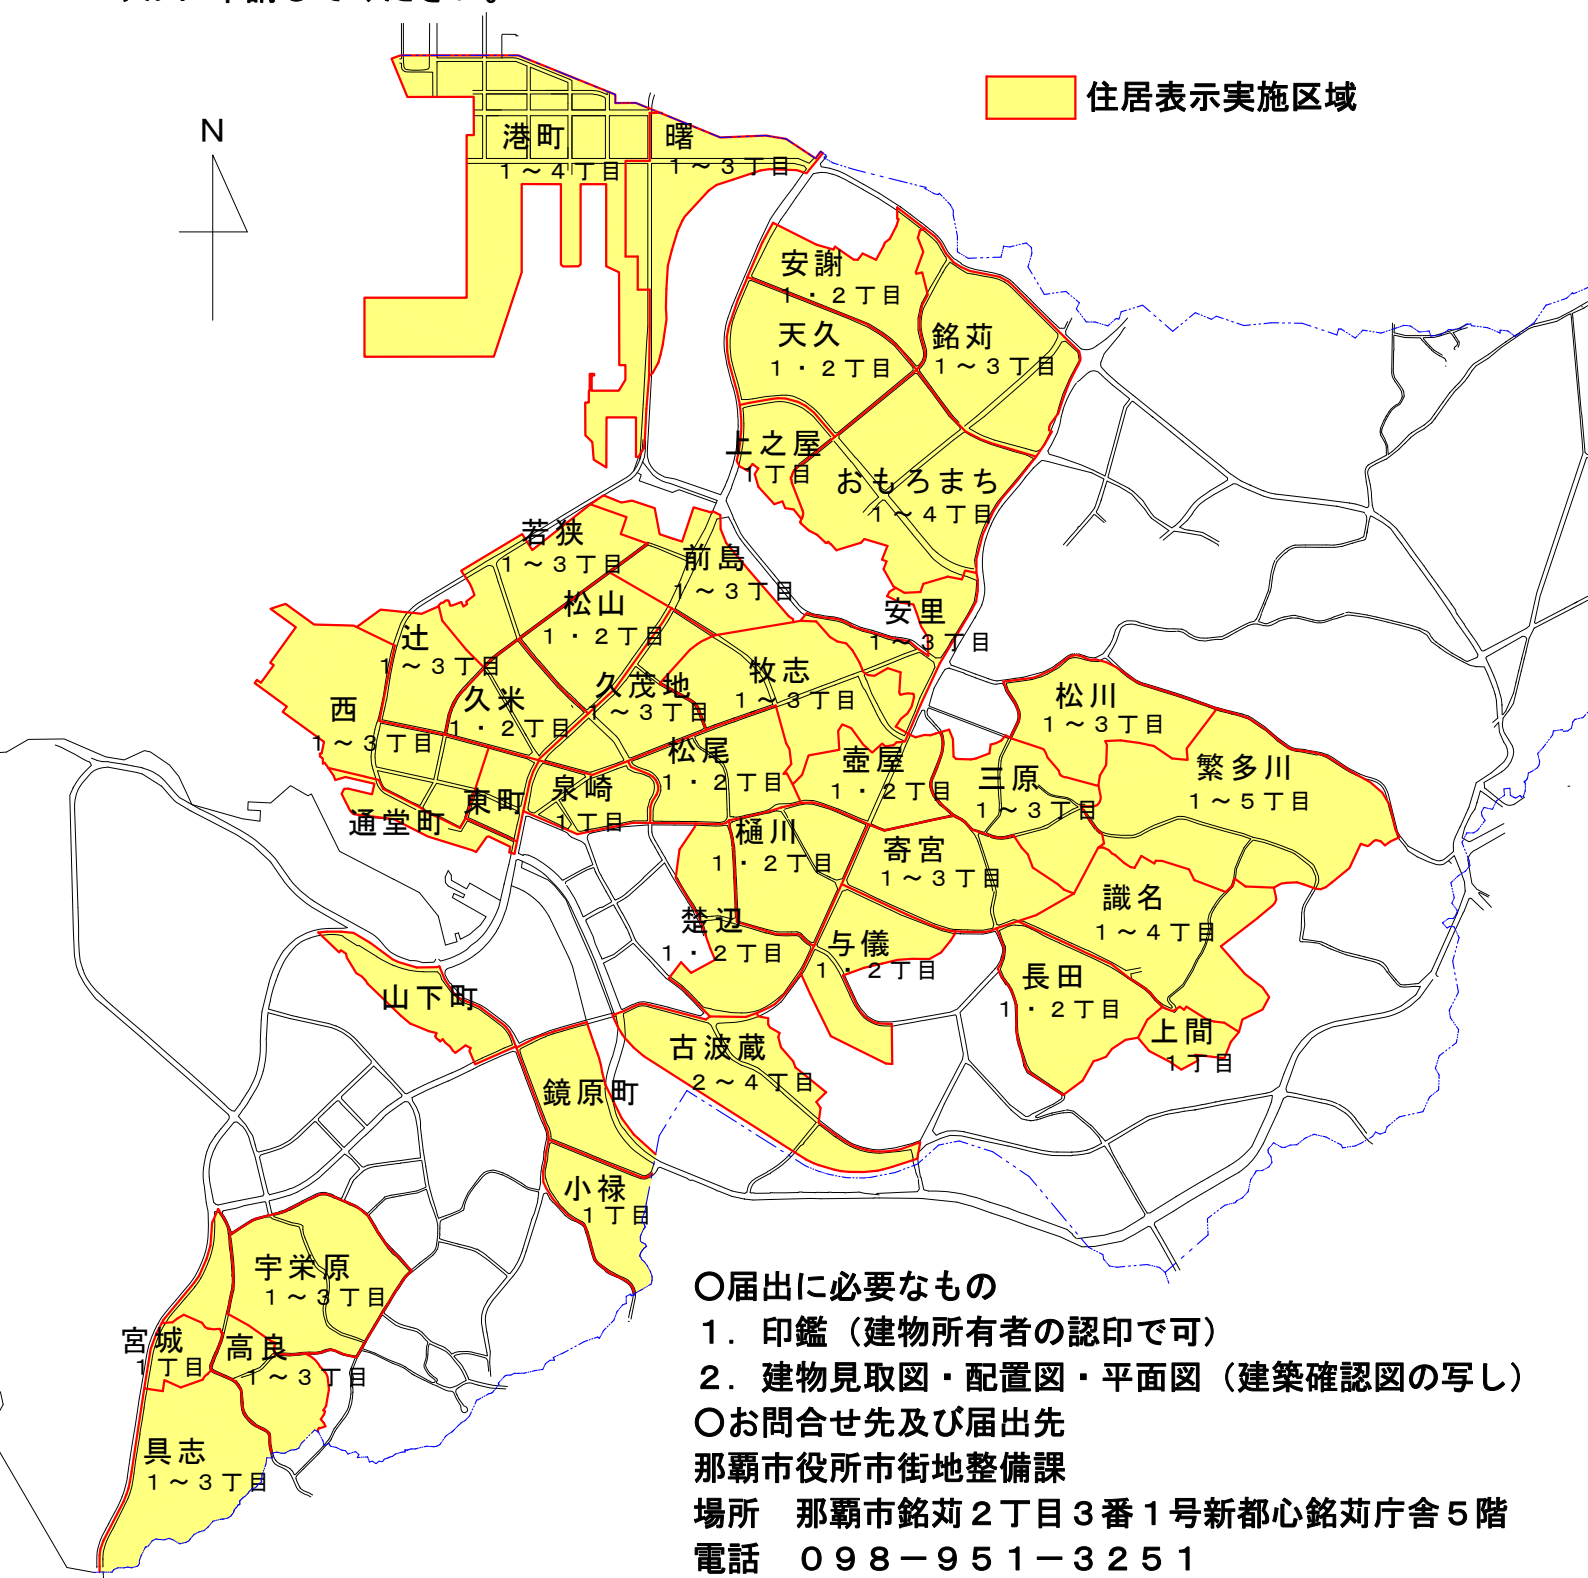 住居表示実施区域
N
港町
１～４丁目
曙
１～３丁目
安謝
１・２丁目
天久
１・２丁目
銘苅
１～３丁目
上之屋
１丁目
おもろまち
１～４丁目
若狭
１～３丁目
前島
１～３丁目
松山
１・２丁目
安里
１～３丁目
辻
１～３丁目
牧志
１～３丁目
久米
１・２丁目
久茂地
１～３丁目
西
１～３丁目
松川
１～３丁目
松尾
１・２丁目
壺屋
１・２丁目
三原
１～３丁目
繁多川
１～５丁目
東町
泉崎
１丁目
通堂町
樋川
１・２丁目
寄宮
１～３丁目
識名
１～４丁目
楚辺
１・２丁目
与儀
１・２丁目
長田
１・２丁目
山下町
上間
１丁目
古波蔵
２～４丁目
鏡原町
小禄
１丁目
宇栄原
１～３丁目
宮城
１丁目
高良
１～３丁目
具志
１～３丁目
〇届出に必要なもの
１．印鑑（建物所有者の認印で可）
２．建物見取図・配置図・平面図（建築確認図の写し）
〇お問合せ先及び届出先
那覇市役所市街地整備課
場所　那覇市銘苅２丁目３番１号新都心銘苅庁舎５階
電話　０９８－９５１－３２５１